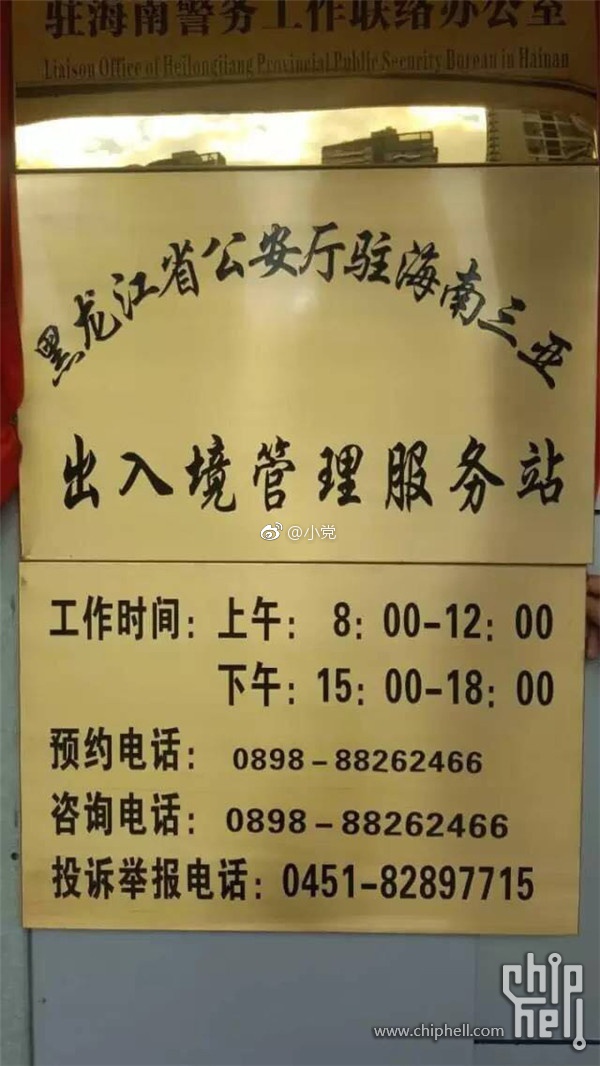 驻海南警务工作联络办公室
Liaison Office of Heilongjiang Provincial Public Security Bureau in Hainan
黑龙江省公安厅驻海南三亚
出入境管理服务站
@小党
工作时间：上午：8：00-12：00
下午：15：00-18：00
预约电话：0898-88262466
咨询电话：0898-88262466
投诉举报电话：0451-82897715
chip hell
www.chiphell.com